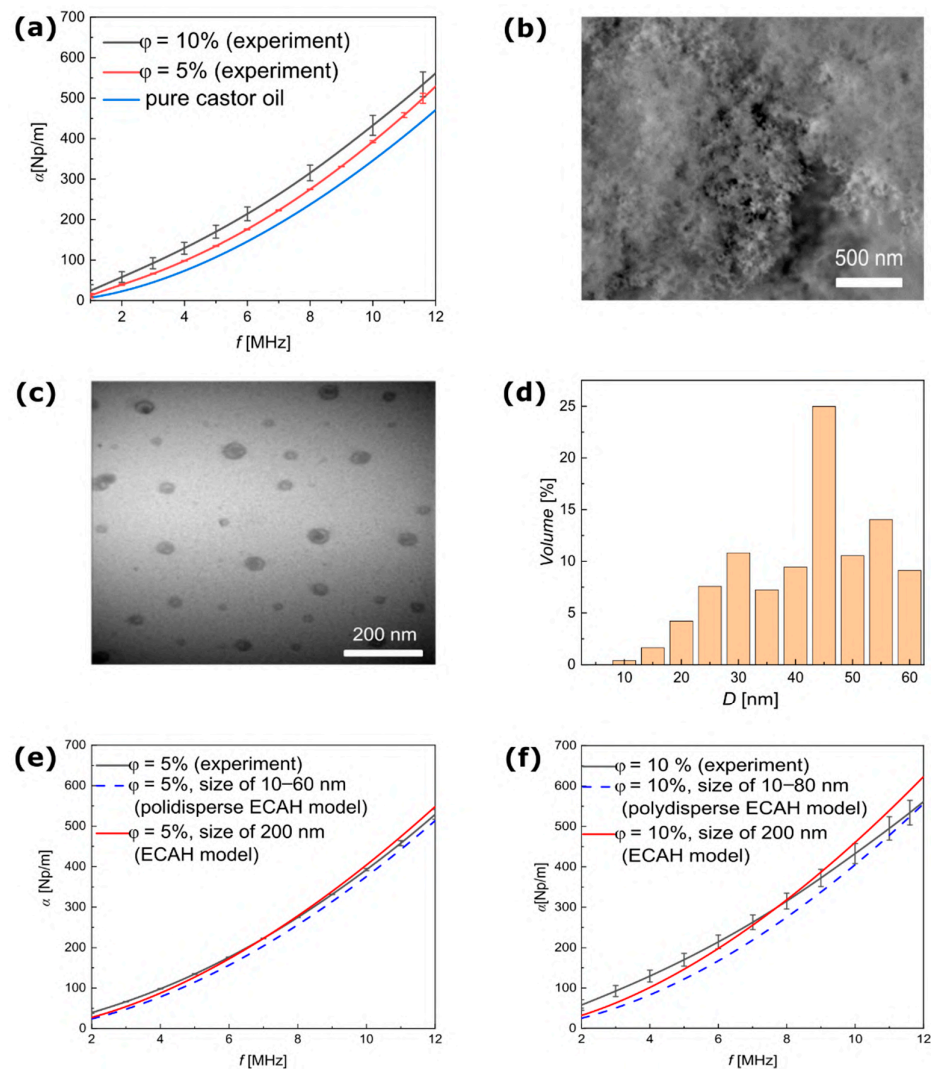 (a)
700
600
500
400
300
200
100
0
α[Np/m]
φ = 10% (experiment)
φ = 5% (experiment)
pure castor oil
2 4 6 8 10 12
f [MHz]
(b)
500 nm
(c)
200 nm
(d)
25
20
15
10
5
0
Volume [%]
10 20 30 40 50 60
D [nm]
(e)
700
600
500
400
300
200
100
0
α [Np/m]
φ = 5% (experiment)
φ = 5%, size of 10–60 nm
(polidisperse ECAH model)
φ = 5%, size of 200 nm
(ECAH model)
2 4 6 8 10 12
f [MHz]
(f)
700
600
500
400
300
200
100
0
α[Np/m]
φ = 10 % (experiment)
φ = 10%, size of 10–80 nm
(polydisperse ECAH model)
φ = 10%, size of 200 nm
(ECAH model)
2 4 6 8 10 12
f [MHz]